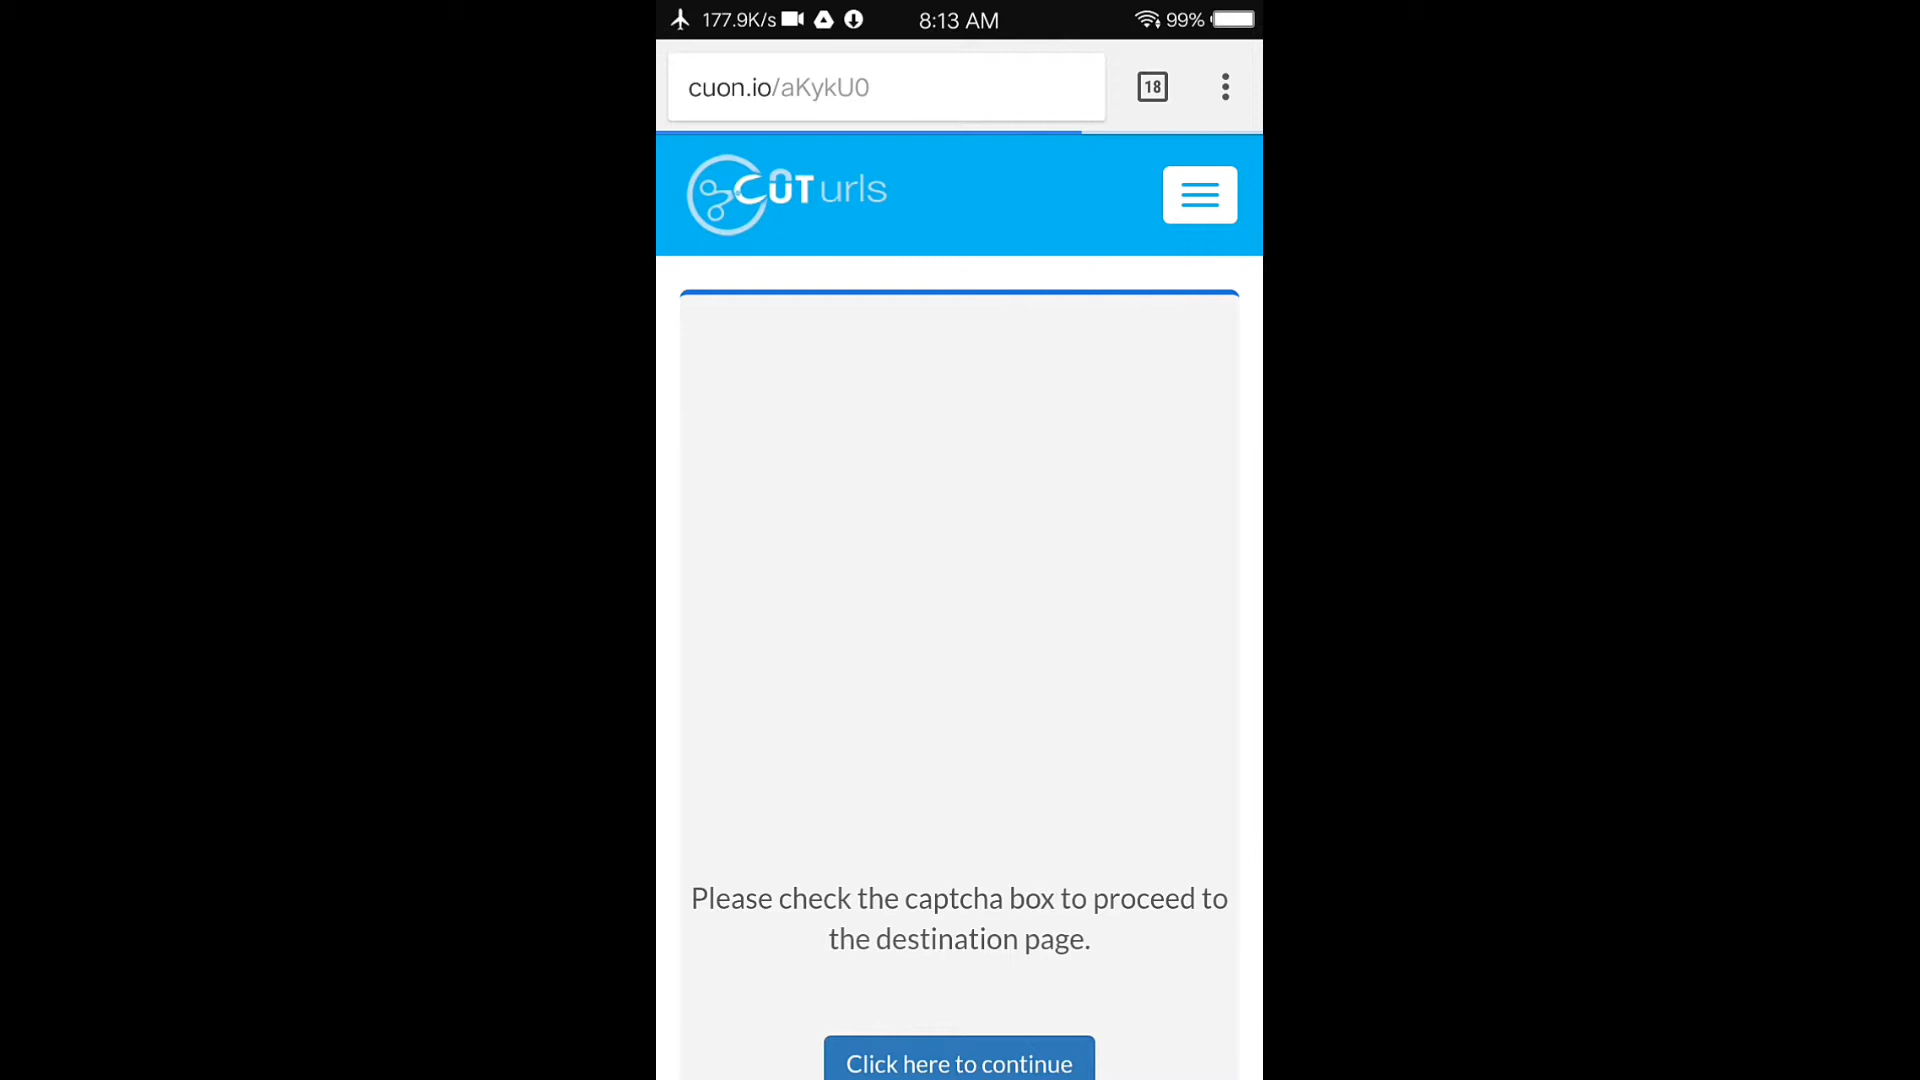 177.9K/s 8:13 AM 99%
cuon.io/aKykU0 18
CUT urls
Please check the captcha box to proceed to
the destination page.
Click here to continue